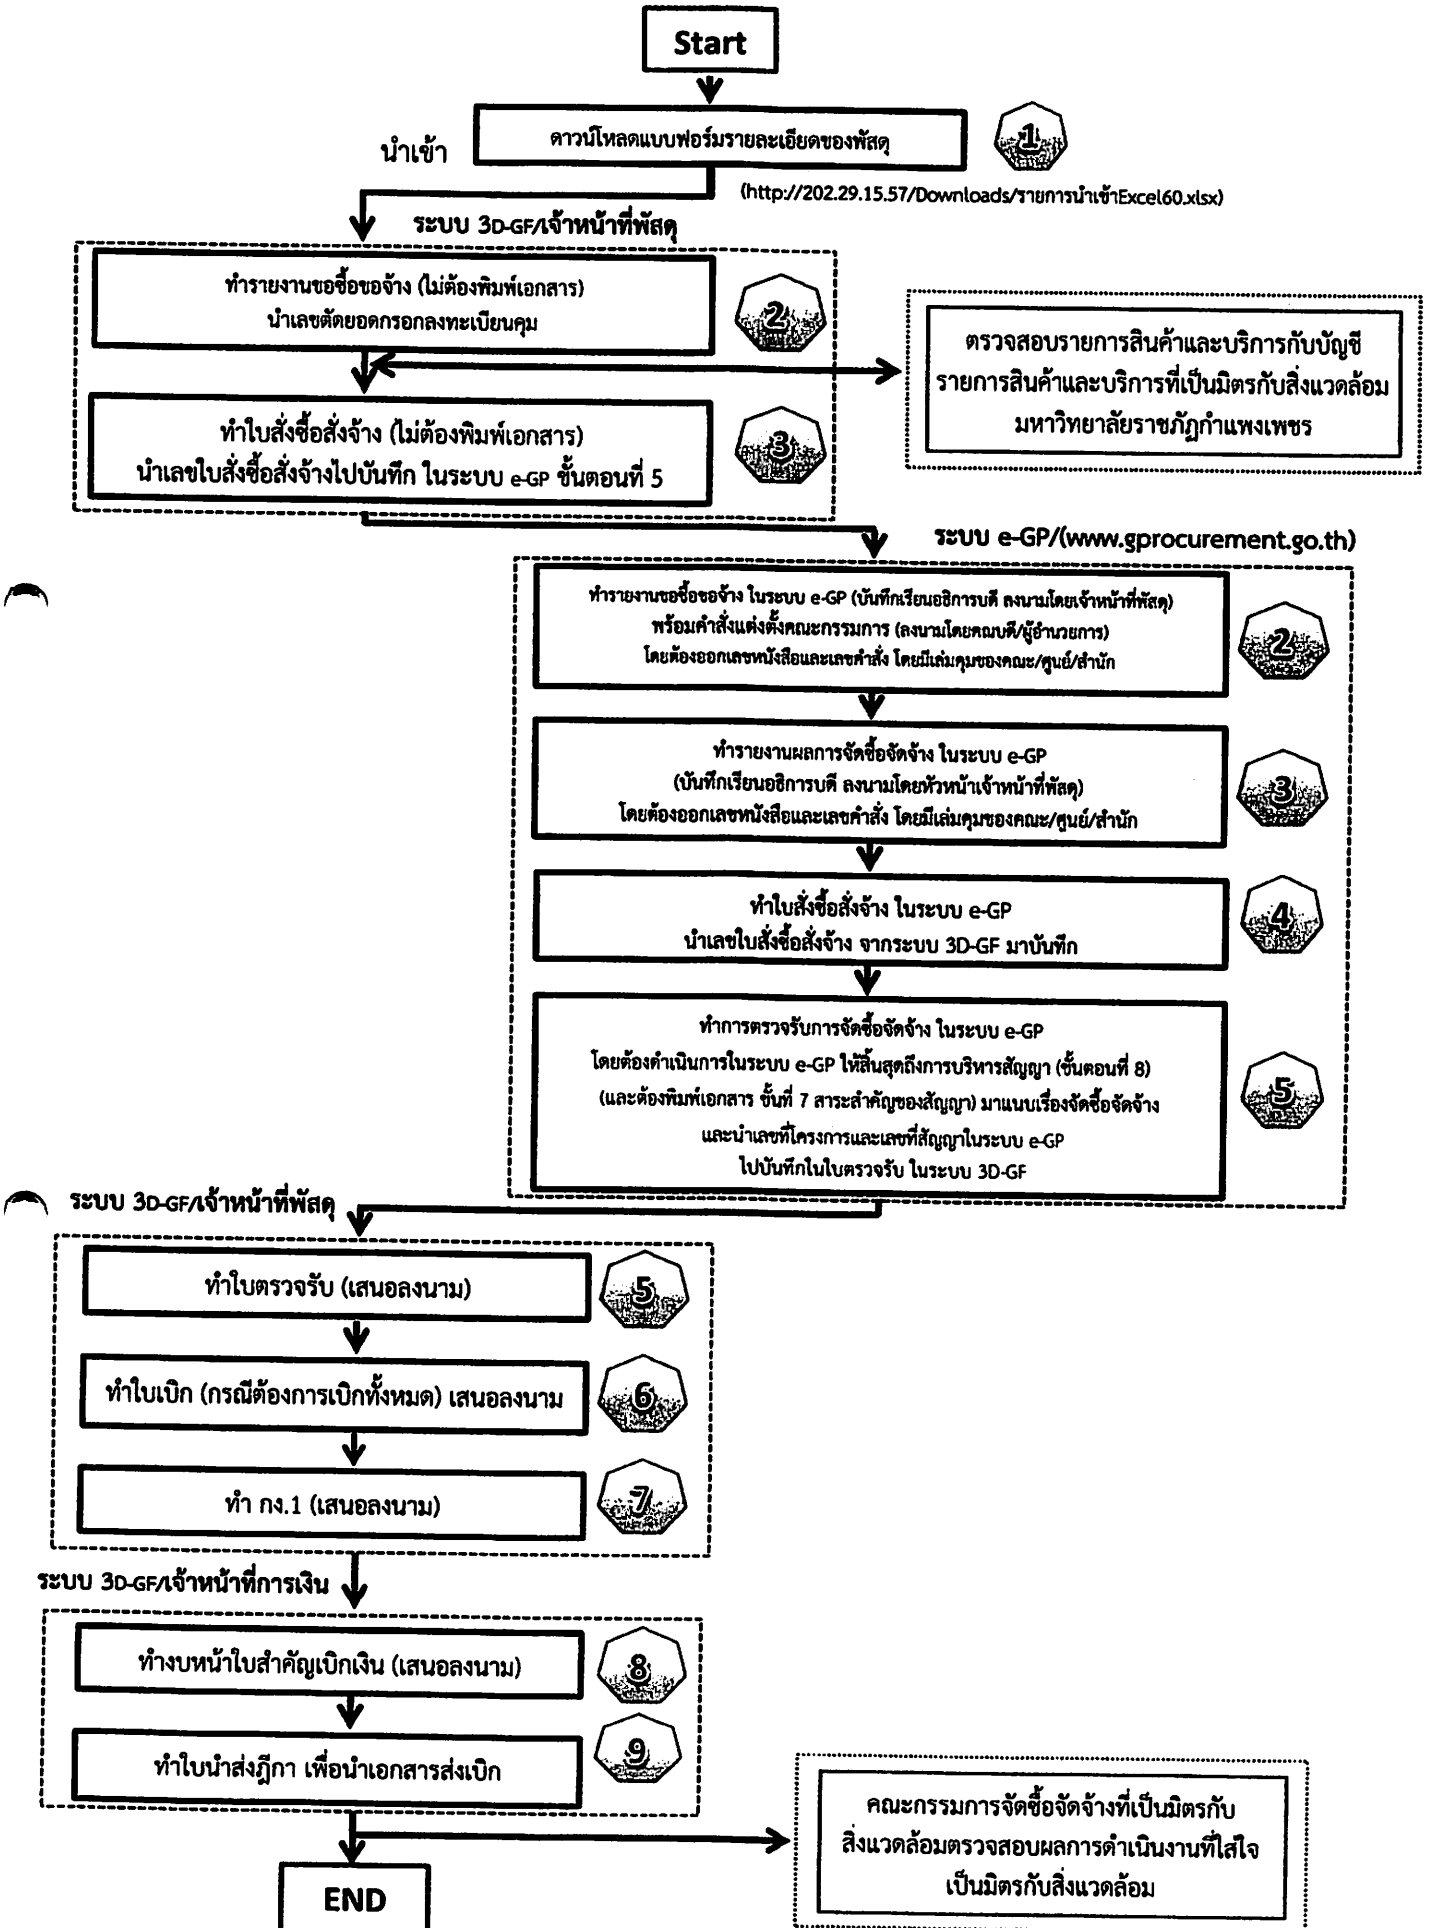 Start
ดาวน์โหลดแบบฟอร์มรายละเอียดของพัสดุ
1
นำเข้า
(http://202.29.15.57/Downloads/รายการนำเข้าExcel60.xlsx)
ระบบ 3D-GF/เจ้าหน้าที่พัสดุ
ทำรายงานขอซื้อขอจ้าง (ไม่ต้องพิมพ์เอกสาร)
นำเลขตัดยอดกรอกลงทะเบียนคุม
2
ตรวจสอบรายการสินค้าและบริการกับบัญชี
รายการสินค้าและบริการที่เป็นมิตรกับสิ่งแวดล้อม
มหาวิทยาลัยราชภัฏกำแพงเพชร
ทำใบสั่งซื้อสั่งจ้าง (ไม่ต้องพิมพ์เอกสาร)
นำเลขใบสั่งซื้อสั่งจ้างไปบันทึก ในระบบ e-GP ขั้นตอนที่ 5
3
ระบบ e-GP/(www.gprocurement.go.th)
ทำรายงานขอซื้อขอจ้าง ในระบบ e-GP (บันทึกเรียนอธิการบดี ลงนามโดยเจ้าหน้าที่พัสดุ)
พร้อมคำสั่งแต่งตั้งคณะกรรมการ (ลงนามโดยคณบดี/ผู้อำนวยการ)
โดยต้องออกเลขหนังสือและเลขคำสั่ง โดยมีเล่มคุมของคณะ/ศูนย์/สำนัก
2
ทำรายงานผลการจัดซื้อจัดจ้าง ในระบบ e-GP
(บันทึกเรียนอธิการบดี ลงนามโดยหัวหน้าเจ้าหน้าที่พัสดุ)
โดยต้องออกเลขหนังสือและเลขคำสั่ง โดยมีเล่มคุมของคณะ/ศูนย์/สำนัก
3
ทำใบสั่งซื้อสั่งจ้าง ในระบบ e-GP
นำเลขใบสั่งซื้อสั่งจ้าง จากระบบ 3D-GF มาบันทึก
4
ทำการตรวจรับการจัดซื้อจัดจ้าง ในระบบ e-GP
โดยต้องดำเนินการในระบบ e-GP ให้สิ้นสุดถึงการบริหารสัญญา (ขั้นตอนที่ 8)
(และต้องพิมพ์เอกสาร ขั้นที่ 7 สาระสำคัญของสัญญา) มาแนบเรื่องจัดซื้อจัดจ้าง
และนำเลขที่โครงการและเลขที่สัญญาในระบบ e-GP
ไปบันทึกในใบตรวจรับ ในระบบ 3D-GF
5
ระบบ 3D-GF/เจ้าหน้าที่พัสดุ
ทำใบตรวจรับ (เสนอลงนาม)
5
ทำใบเบิก (กรณีต้องการเบิกทั้งหมด) เสนอลงนาม
6
ทำ กง.1 (เสนอลงนาม)
7
ระบบ 3D-GF/เจ้าหน้าที่การเงิน
ทำงบหน้าใบสำคัญเบิกเงิน (เสนอลงนาม)
8
ทำใบนำส่งฎีกา เพื่อนำเอกสารส่งเบิก
9
คณะกรรมการจัดซื้อจัดจ้างที่เป็นมิตรกับ
สิ่งแวดล้อมตรวจสอบผลการดำเนินงานที่ใส่ใจ
เป็นมิตรกับสิ่งแวดล้อม
END